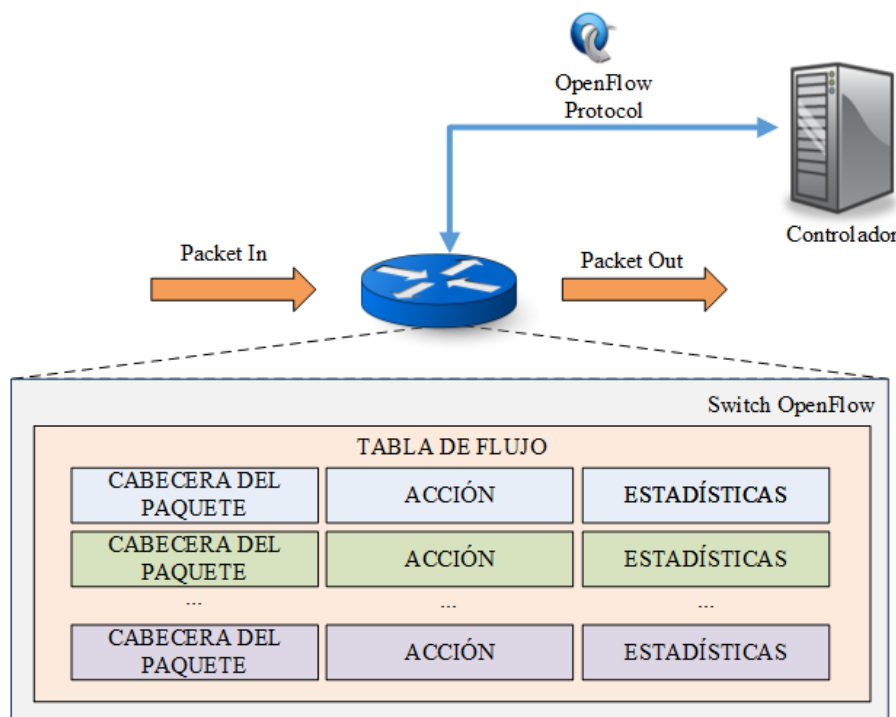 OpenFlow
Protocol
Controlador
Packet In
Packet Out
Switch OpenFlow
TABLA DE FLUJO
CABECERA DEL
PAQUETE
ACCIÓN
ESTADÍSTICAS
CABECERA DEL
PAQUETE
ACCIÓN
ESTADÍSTICAS
...
...
...
CABECERA DEL
PAQUETE
ACCIÓN
ESTADÍSTICAS